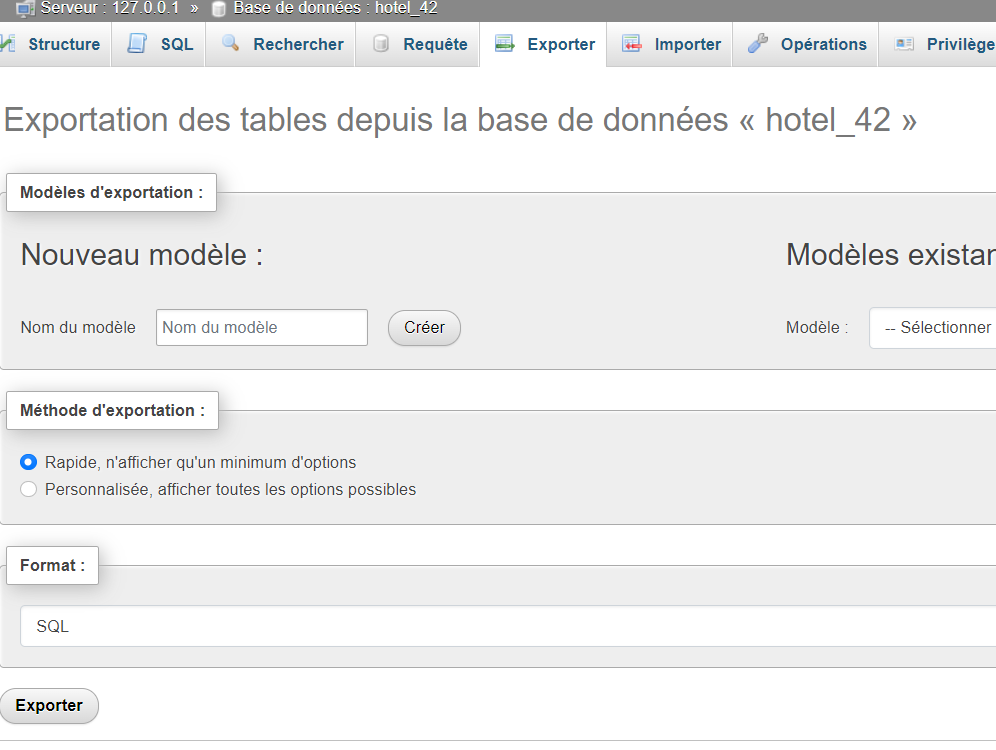 Serveur : 127.0.0.1 » Base de données : hotel_42
Structure SQL Rechercher Requête Exporter Importer Opérations Privilège
Exportation des tables depuis la base de données « hotel_42 »
Modèles d'exportation :
Nouveau modèle : Modèles existan
Nom du modèle Nom du modèle Créer Modèle : -- Sélectionner
Méthode d'exportation :
Rapide, n'afficher qu'un minimum d'options
Personnalisée, afficher toutes les options possibles
Format :
SQL
Exporter